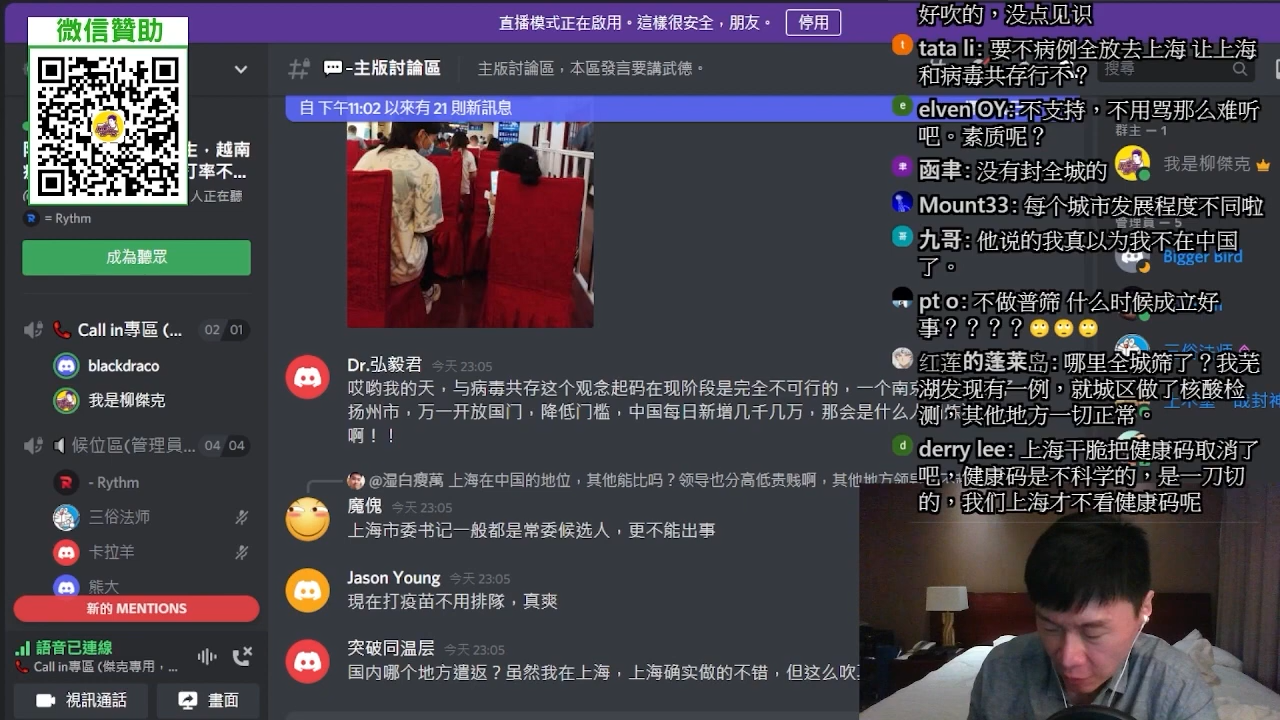 微信贊助
直播模式正在啟用。這樣很安全，朋友。
停用
💬-主版討論區
主版討論區，本區發言要講武德。
搜尋
自 下午11:02 以來有 21 則新訊息
主，越南
人正在聽
= Rythm
成為聽眾
Call in專區 (...
02 01
blackdraco
我是柳傑克
候位區(管理員...
04 04
- Rythm
三俗法师
卡拉羊
熊大
新的 MENTIONS
語音已連線
Call in專區 (傑克專用，...
視訊通話
畫面
Dr.弘毅君 今天 23:05
哎哟我的天，与病毒共存这个观念起码在现阶段是完全不可行的，一个南京
扬州市，万一开放国门，降低门槛，中国每日新增几千几万，那会是什么人
啊！！
@湿白瘦萬 上海在中国的地位，其他能比吗？领导也分高低贵贱啊，其他地方领导
魔傀 今天 23:05
上海市委书记一般都是常委候选人，更不能出事
Jason Young 今天 23:05
現在打疫苗不用排隊，真爽
突破同温层 今天 23:05
国内哪个地方遣返？虽然我在上海，上海确实做的不错，但这么吹
好吹的，没点见识
tata li: 要不病例全放去上海 让上海
和病毒共存行不？
elven OY: 不支持，不用骂那么难听
吧。素质呢？
函聿: 没有封全城的
Mount33: 每个城市发展程度不同啦
九哥: 他说的我真以为我不在中国
了。
pt o: 不做普筛 什么时候成立好
事？？？？🙄🙄🙄
红莲的蓬莱岛: 哪里全城筛了？我芜
湖发现有一例，就城区做了核酸检
测，其他地方一切正常。
derry lee: 上海干脆把健康码取消了
吧，健康码是不科学的，是一刀切
的，我们上海才不看健康码呢
群主 — 1
我是柳傑克
管理員 — 5
Bigger Bird
三俗法师